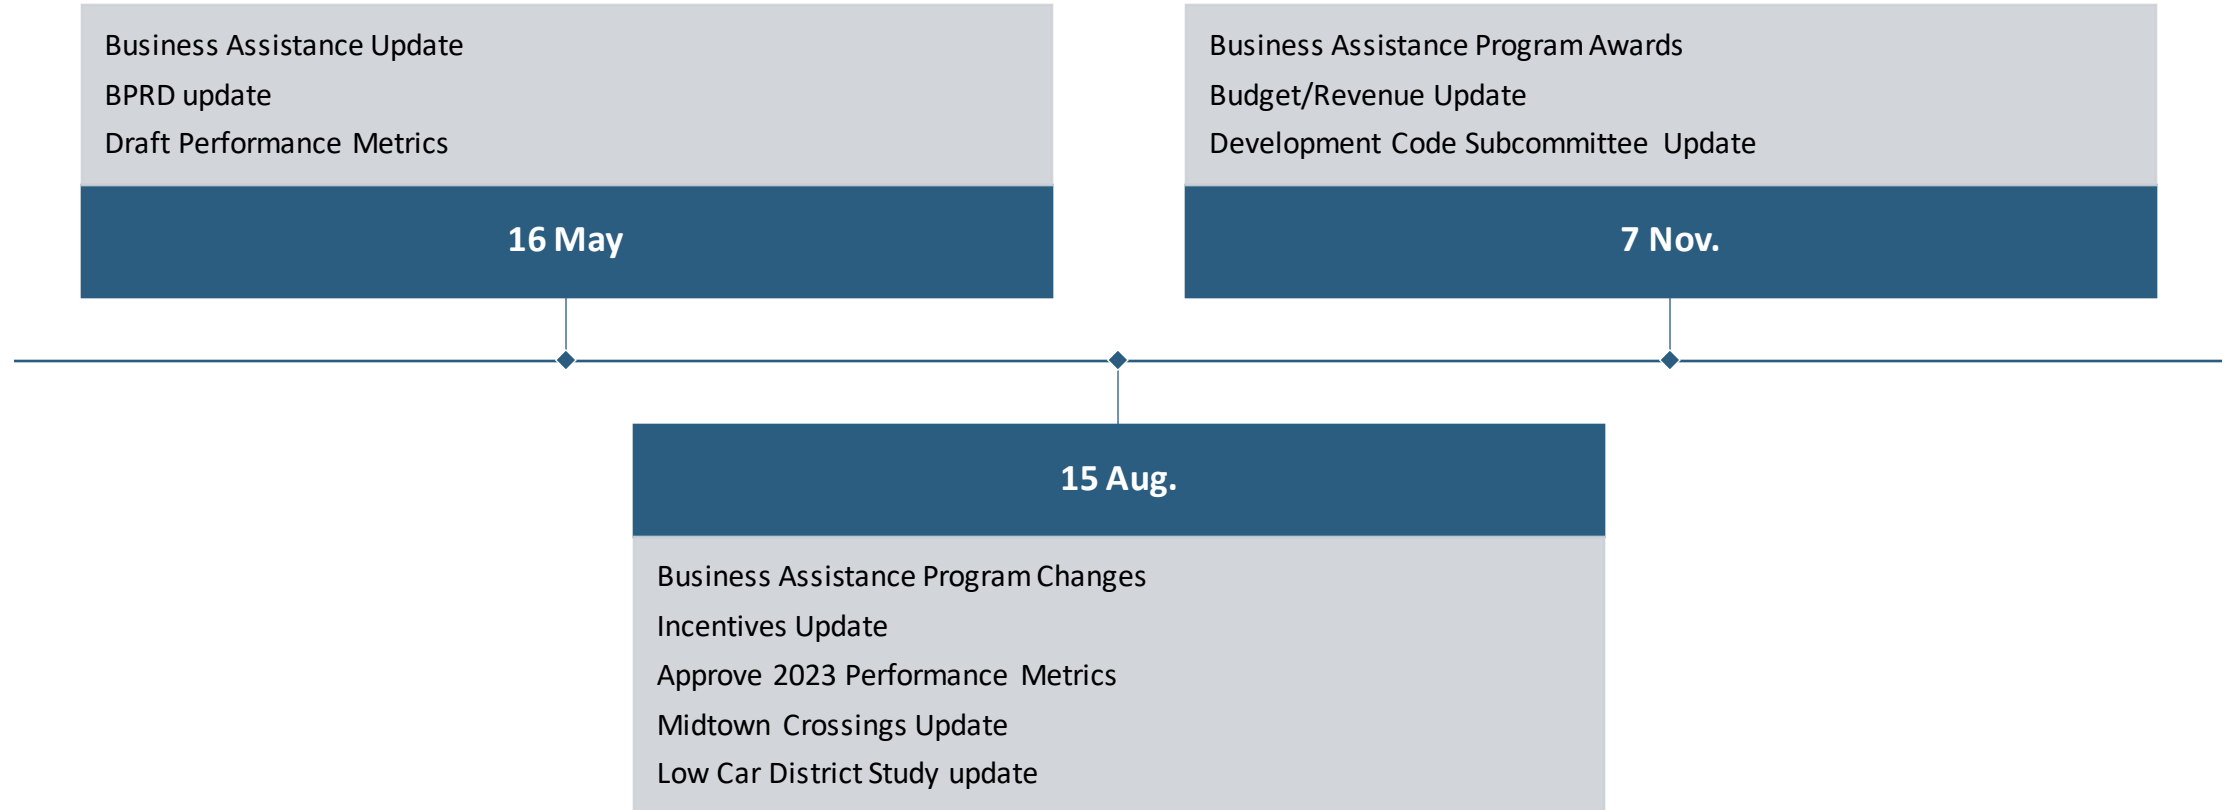 Business Assistance Update
BPRD update
Draft Performance Metrics
16 May
Business Assistance Program Awards
Budget/Revenue Update
Development Code Subcommittee Update
7 Nov.
15 Aug.
Business Assistance Program Changes
Incentives Update
Approve 2023 Performance Metrics
Midtown Crossings Update
Low Car District Study update